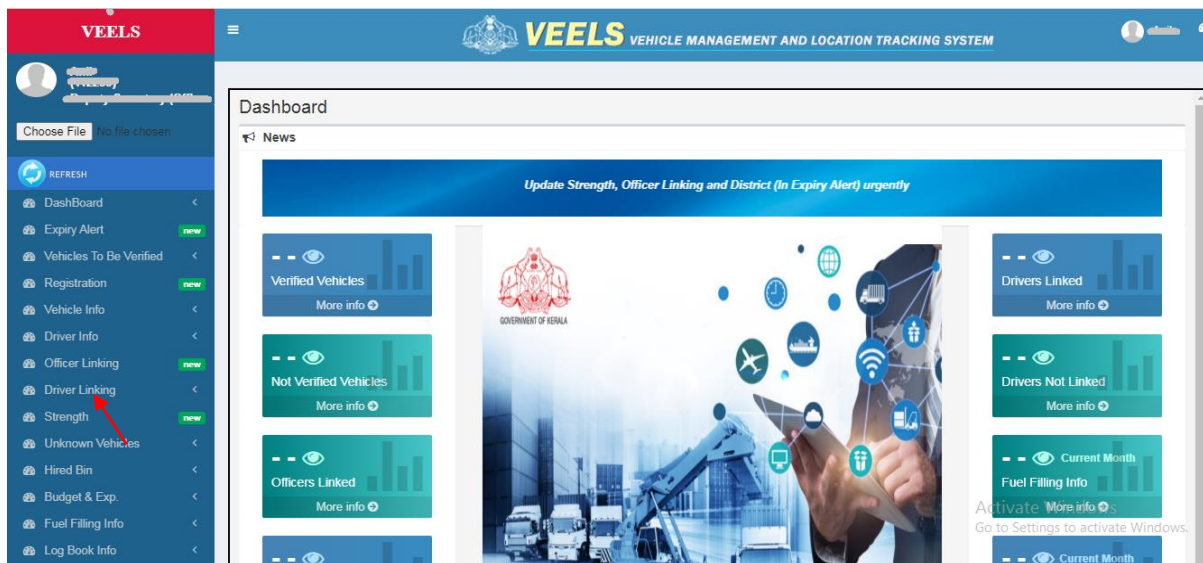 VEELS
VEELS VEHICLE MANAGEMENT AND LOCATION TRACKING SYSTEM
Choose File No file chosen
REFRESH
DashBoard
Expiry Alert new
Vehicles To Be Verified
Registration new
Vehicle Info
Driver Info
Officer Linking new
Driver Linking
Strength new
Unknown Vehicles
Hired Bin
Budget & Exp.
Fuel Filling Info
Log Book Info
Dashboard
News
Update Strength, Officer Linking and District (In Expiry Alert) urgently
- -
Verified Vehicles
More info
- -
Not Verified Vehicles
More info
- -
Officers Linked
More info
- -
GOVERNMENT OF KERALA
- -
Drivers Linked
More info
- -
Drivers Not Linked
More info
- - Current Month
Fuel Filling Info
More info
- - Current Month
Activate Windows
Go to Settings to activate Windows.